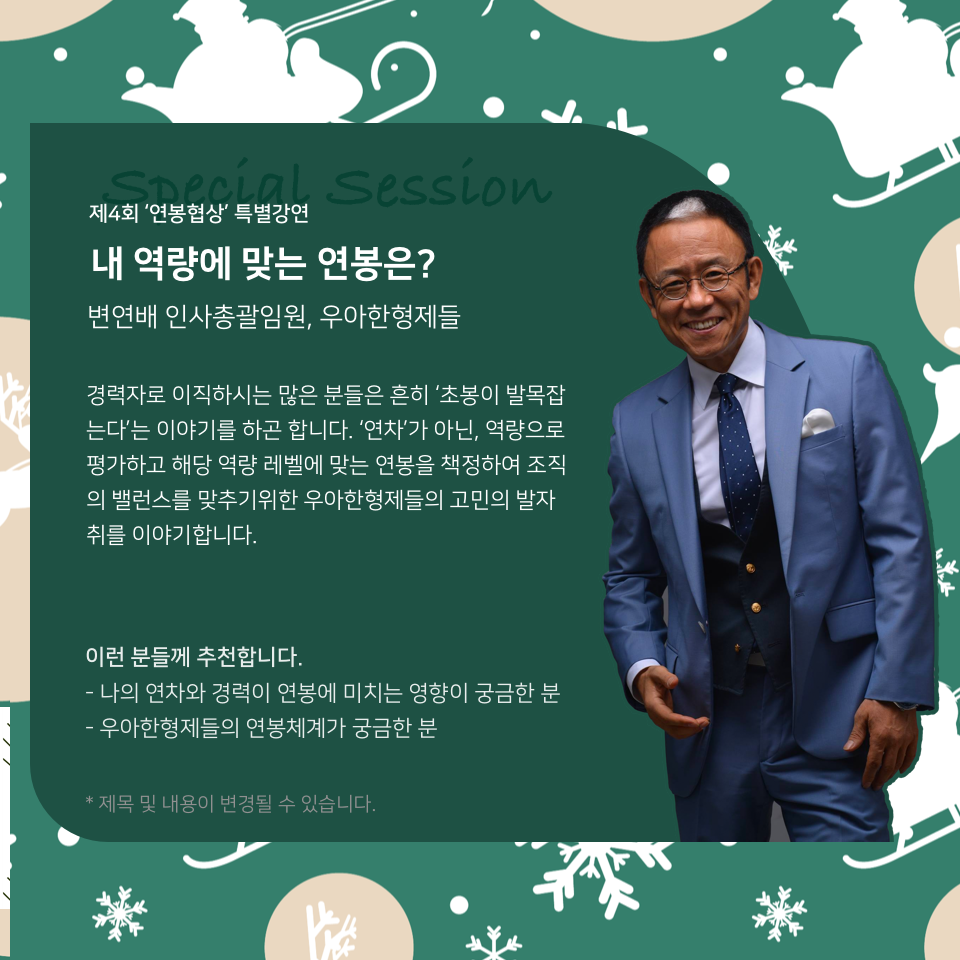 Special Session
제4회 ‘연봉협상’ 특별강연
내 역량에 맞는 연봉은?
변연배 인사총괄임원, 우아한형제들
경력자로 이직하시는 많은 분들은 흔히 ‘초봉이 발목잡
는다’는 이야기를 하곤 합니다. ‘연차’가 아닌, 역량으로
평가하고 해당 역량 레벨에 맞는 연봉을 책정하여 조직
의 밸런스를 맞추기위한 우아한형제들의 고민의 발자
취를 이야기합니다.
이런 분들께 추천합니다.
- 나의 연차와 경력이 연봉에 미치는 영향이 궁금한 분
- 우아한형제들의 연봉체계가 궁금한 분
* 제목 및 내용이 변경될 수 있습니다.